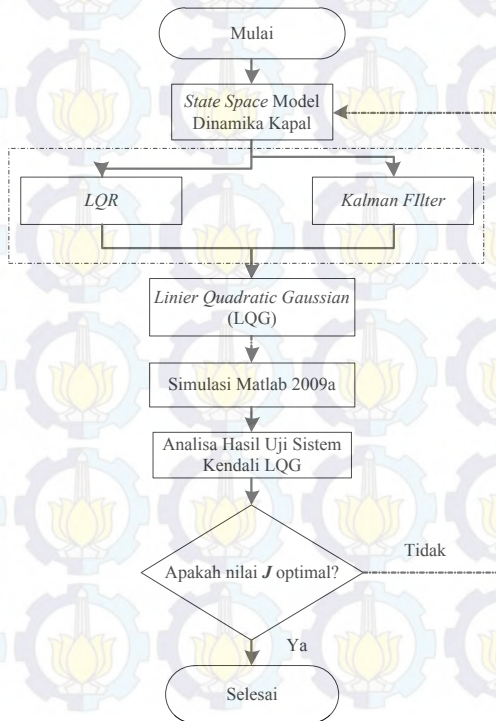 Mulai
State Space Model
Dinamika Kapal
LQR
Kalman FIlter
Linier Quadratic Gaussian
(LQG)
Simulasi Matlab 2009a
Analisa Hasil Uji Sistem
Kendali LQG
Apakah nilai J optimal?
Tidak
Ya
Selesai